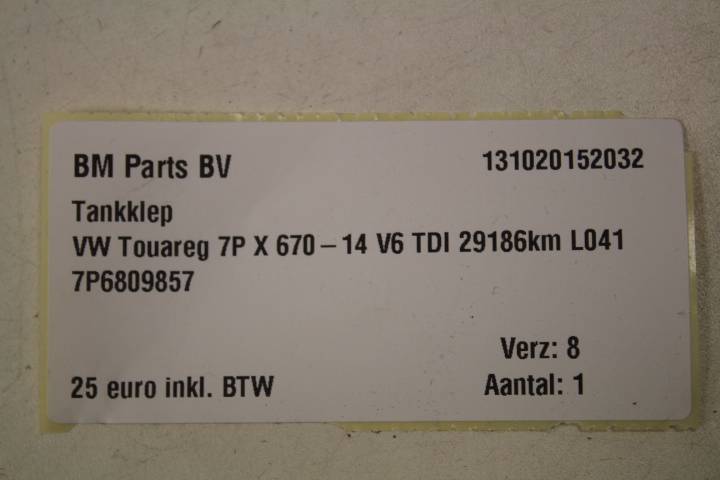 BM Parts BV 131020152032
Tankklep
VW Touareg 7P X 670 – 14 V6 TDI 29186km L041
7P6809857
Verz: 8
25 euro inkl. BTW Aantal: 1